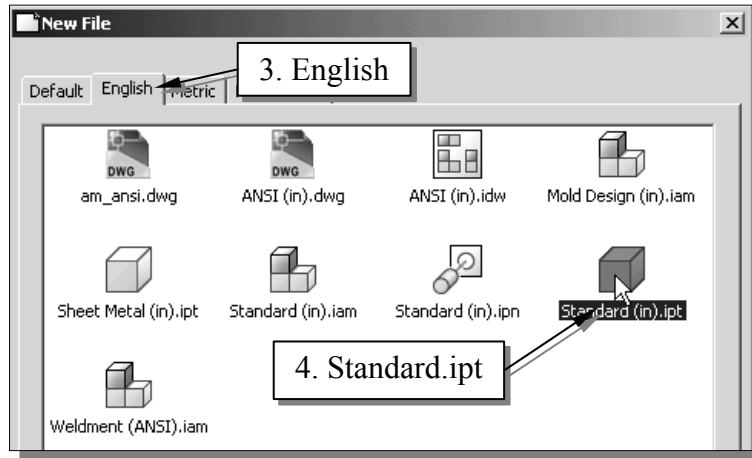 New File
3. English
Default English Metric
DWG DWG
am_ansi.dwg ANSI (in).dwg ANSI (in).idw Mold Design (in).iam
Sheet Metal (in).ipt Standard (in).iam Standard (in).ipn Standard (in).ipt
4. Standard.ipt
Weldment (ANSI).iam